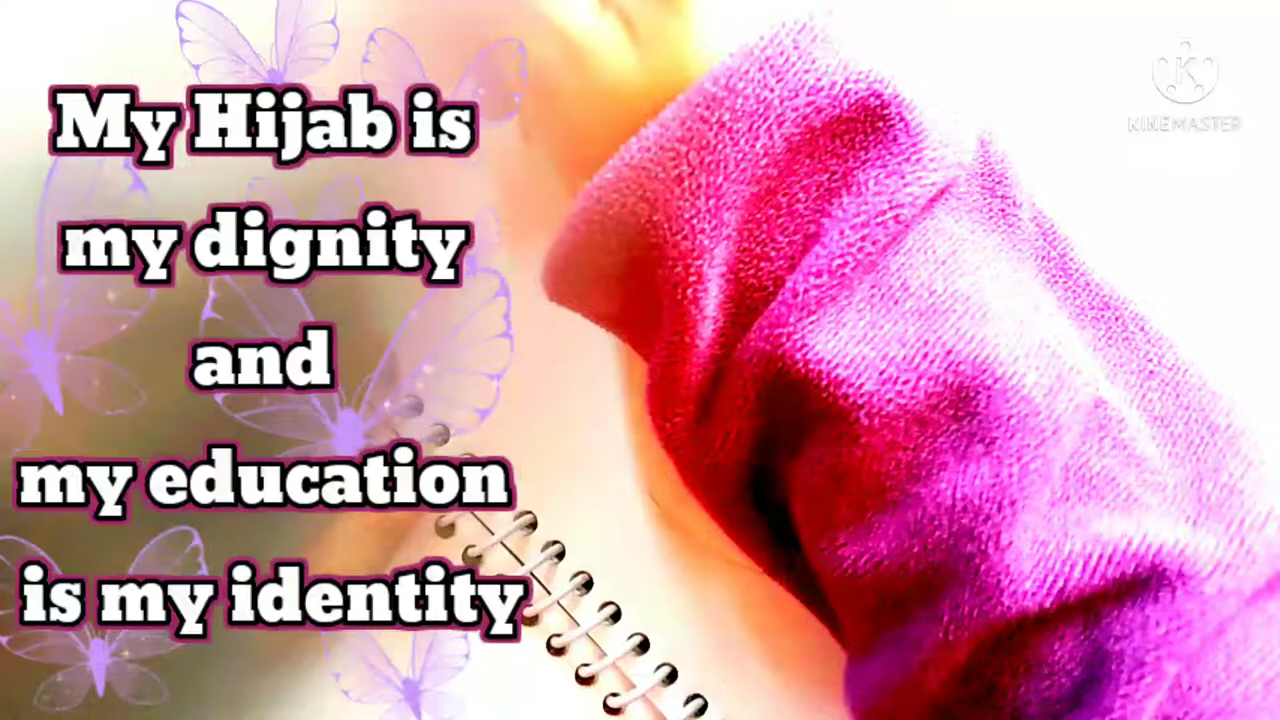 My Hijab is
my dignity
and
my education
is my identity
K
KINEMASTER